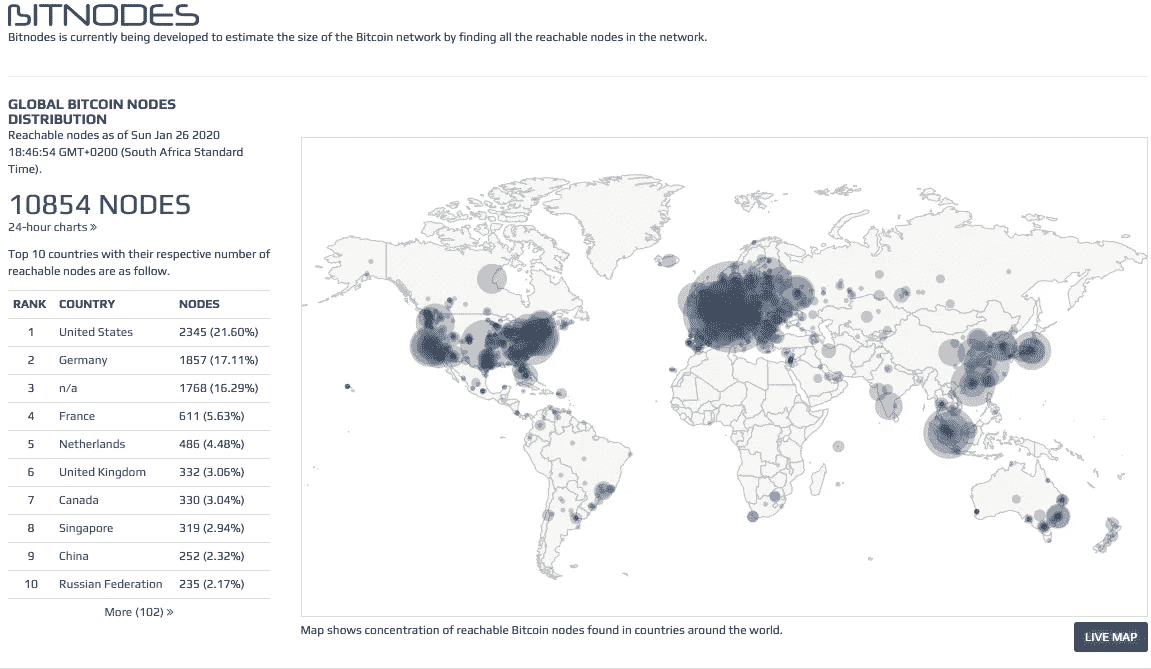 BITNODES
Bitnodes is currently being developed to estimate the size of the Bitcoin network by finding all the reachable nodes in the network.
GLOBAL BITCOIN NODES
DISTRIBUTION
Reachable nodes as of Sun Jan 26 2020
18:46:54 GMT+0200 (South Africa Standard
Time).
10854 NODES
24-hour charts »
Top 10 countries with their respective number of
reachable nodes are as follow.
RANK COUNTRY NODES
1 United States 2345 (21.60%)
2 Germany 1857 (17.11%)
3 n/a 1768 (16.29%)
4 France 611 (5.63%)
5 Netherlands 486 (4.48%)
6 United Kingdom 332 (3.06%)
7 Canada 330 (3.04%)
8 Singapore 319 (2.94%)
9 China 252 (2.32%)
10 Russian Federation 235 (2.17%)
More (102) »
Map shows concentration of reachable Bitcoin nodes found in countries around the world.
LIVE MAP